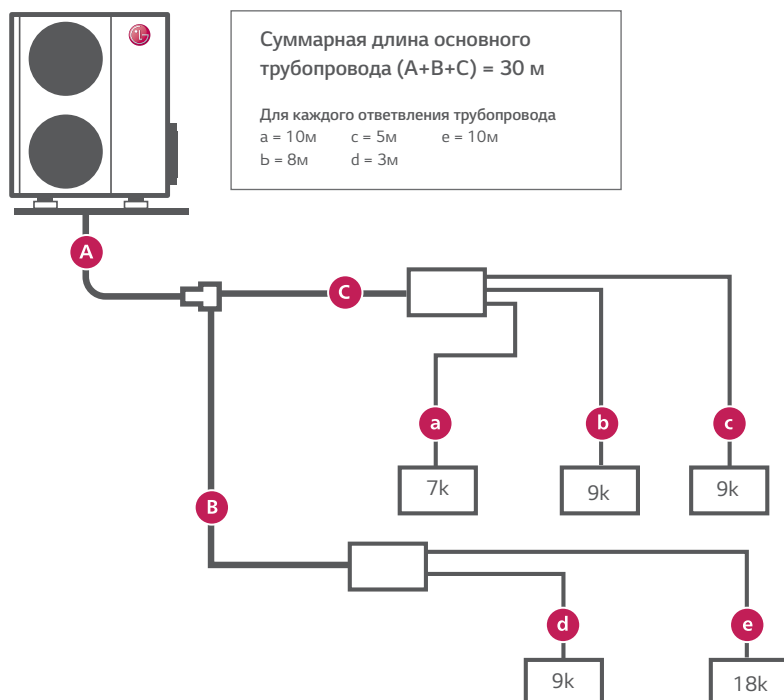 Суммарная длина основного
трубопровода (A+B+C) = 30 м
Для каждого ответвления трубопровода
a = 10м c = 5м e = 10м
b = 8м d = 3м
A
C
a
b
c
7k
9k
9k
B
d
e
9k
18k